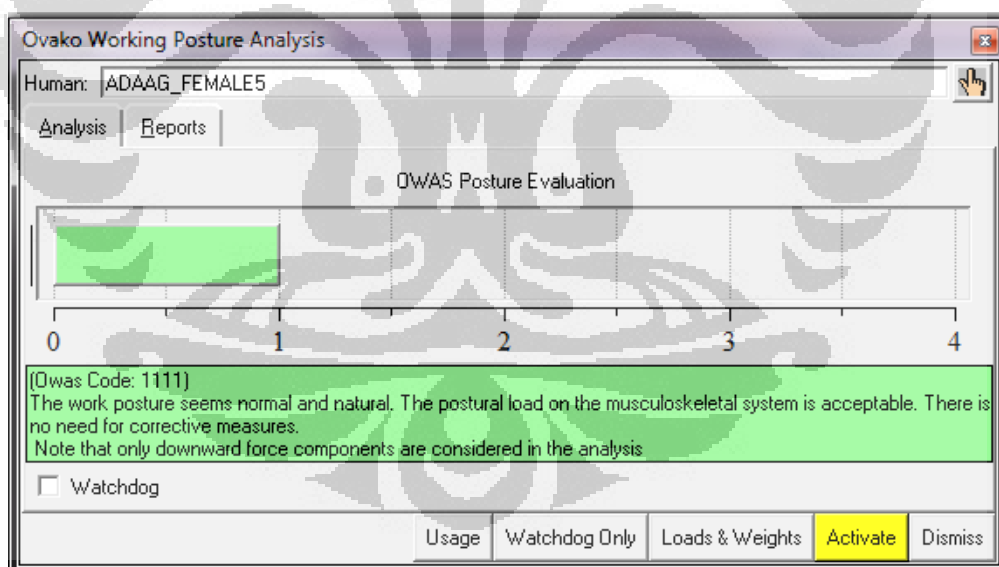 Ovako Working Posture Analysis
Human: ADAAG_FEMALE5
Analysis Reports
OWAS Posture Evaluation
0 1 2 3 4
(Owas Code: 1111)
The work posture seems normal and natural. The postural load on the musculoskeletal system is acceptable. There is
no need for corrective measures.
Note that only downward force components are considered in the analysis
Watchdog
Usage Watchdog Only Loads & Weights Activate Dismiss